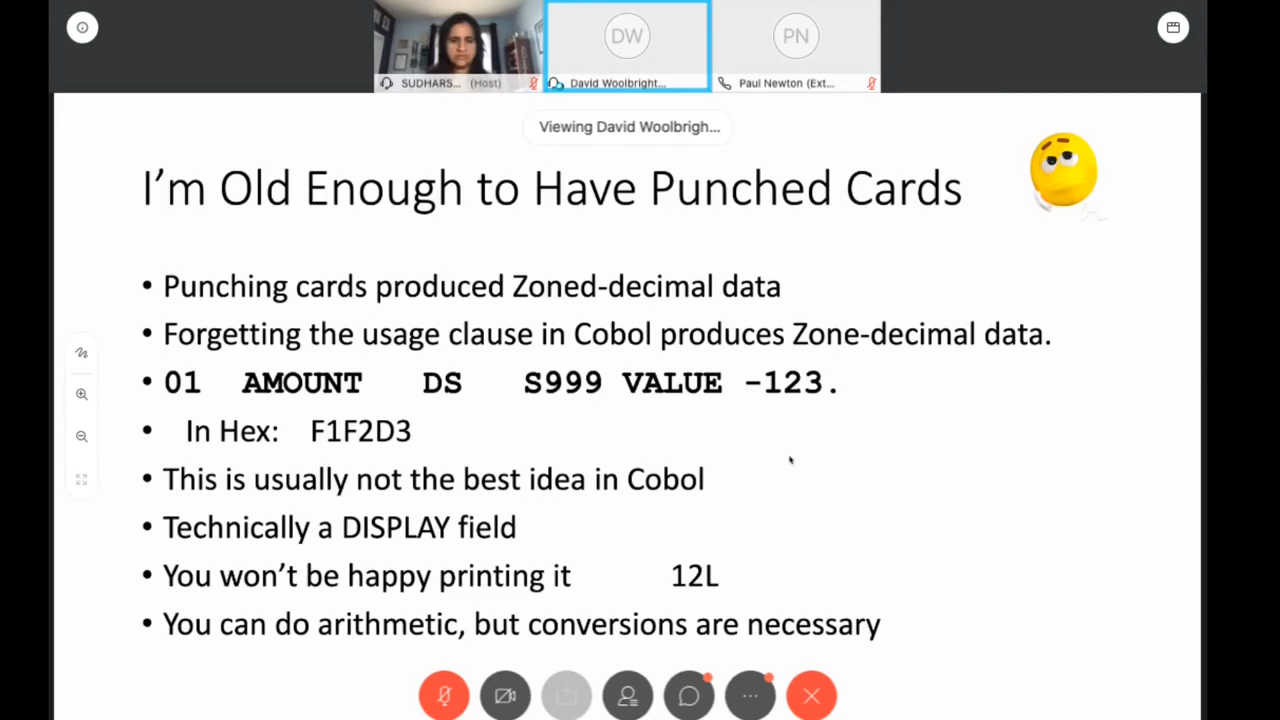 DW
PN
SUDHARS... (Host)
David Woolbright...
Paul Newton (Ext...
Viewing David Woolbrigh...
I'm Old Enough to Have Punched Cards
• Punching cards produced Zoned-decimal data
• Forgetting the usage clause in Cobol produces Zone-decimal data.
• 01 AMOUNT DS S999 VALUE -123.
• In Hex: F1F2D3
• This is usually not the best idea in Cobol
• Technically a DISPLAY field
• You won't be happy printing it 12L
• You can do arithmetic, but conversions are necessary